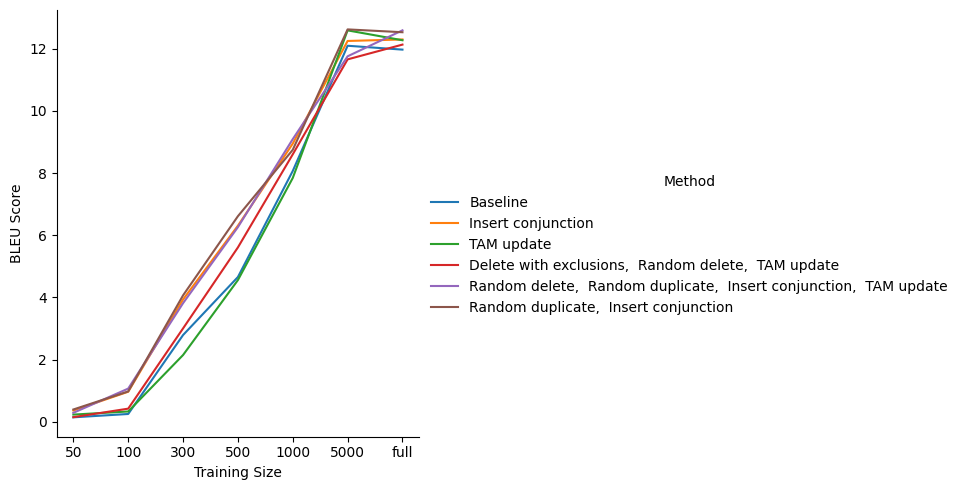 12
10
8
6
4
2
0
BLEU Score
50 100 300 500 1000 5000 full
Training Size
Method
Baseline
Insert conjunction
TAM update
Delete with exclusions,  Random delete,  TAM update
Random delete,  Random duplicate,  Insert conjunction,  TAM update
Random duplicate,  Insert conjunction